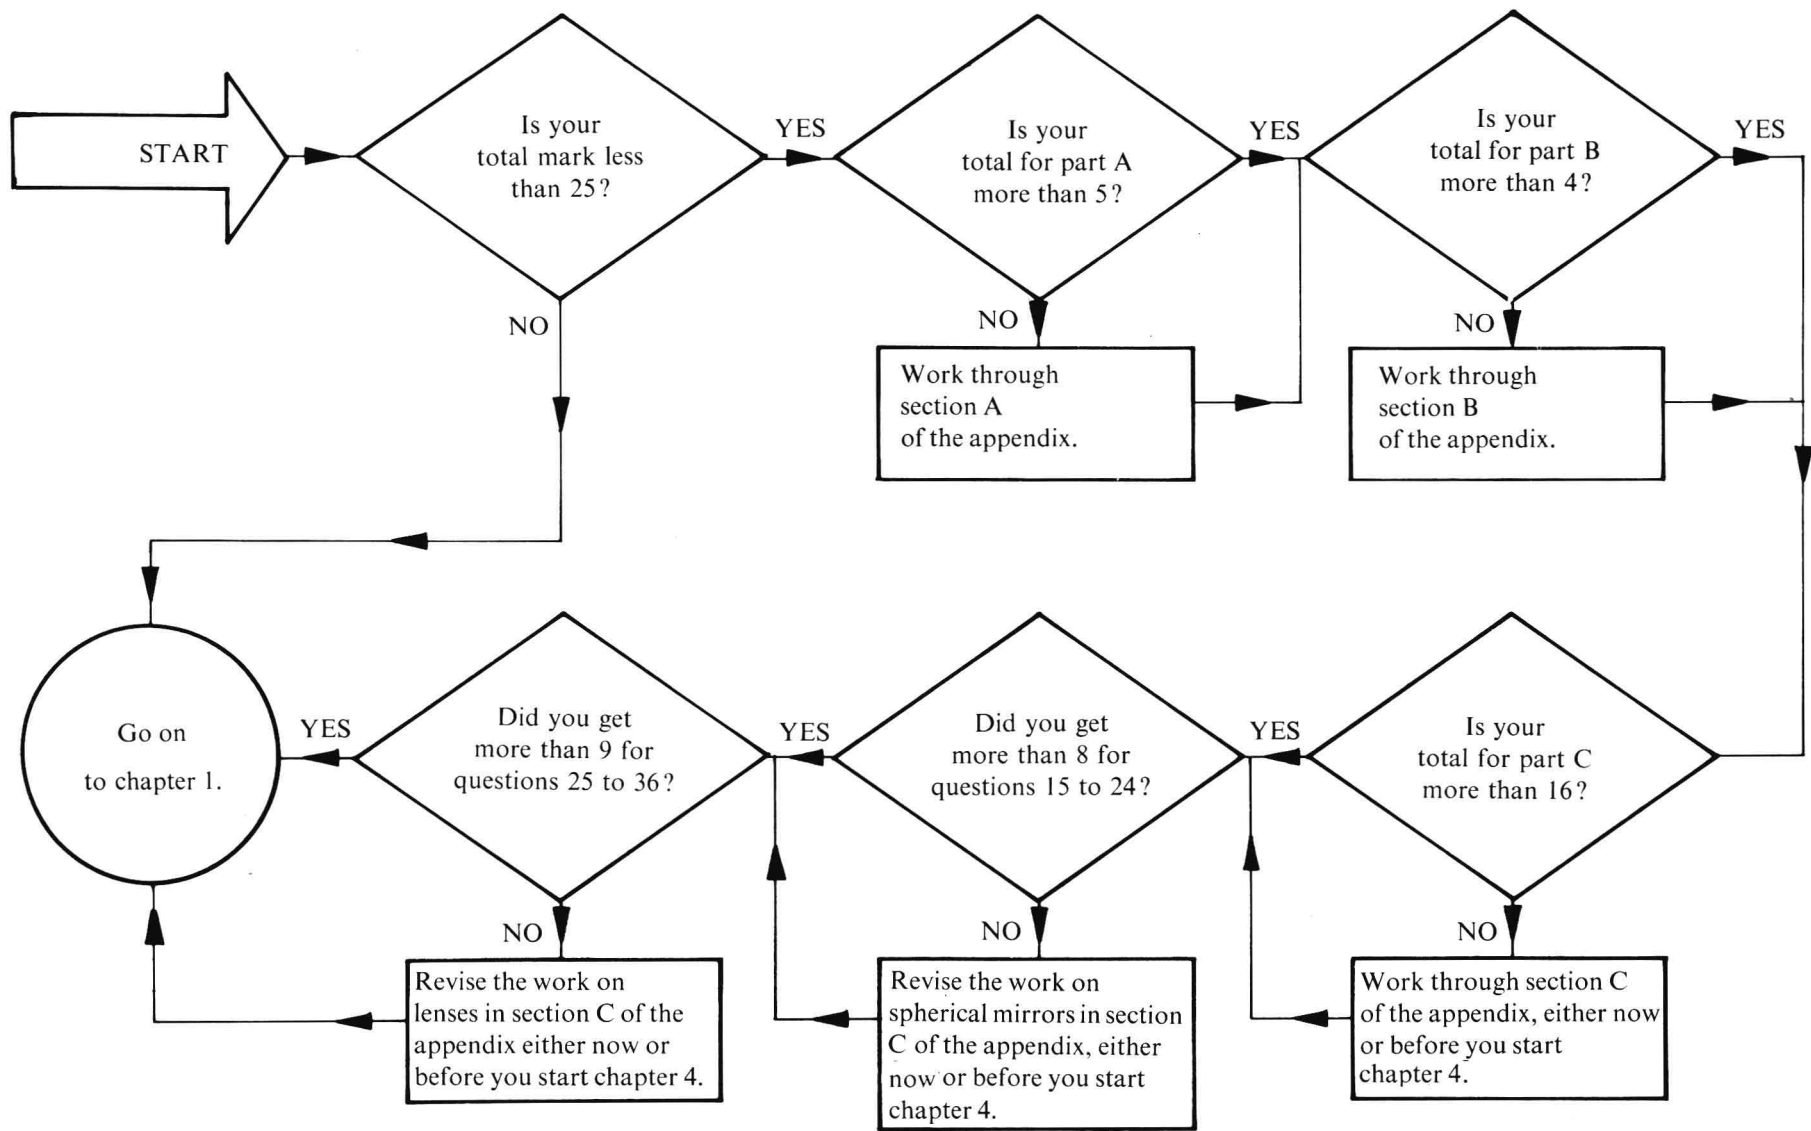 START
Is your
total mark less
than 25?
YES
NO
Is your
total for part A
more than 5?
YES
NO
Work through
section A
of the appendix.
Is your
total for part B
more than 4?
YES
NO
Work through
section B
of the appendix.
Is your
total for part C
more than 16?
YES
NO
Work through section C
of the appendix, either now
or before you start
chapter 4.
Did you get
more than 8 for
questions 15 to 24?
YES
NO
Revise the work on
spherical mirrors in section
C of the appendix, either
now or before you start
chapter 4.
Did you get
more than 9 for
questions 25 to 36?
YES
NO
Revise the work on
lenses in section C of the
appendix either now or
before you start chapter 4.
Go on
to chapter 1.